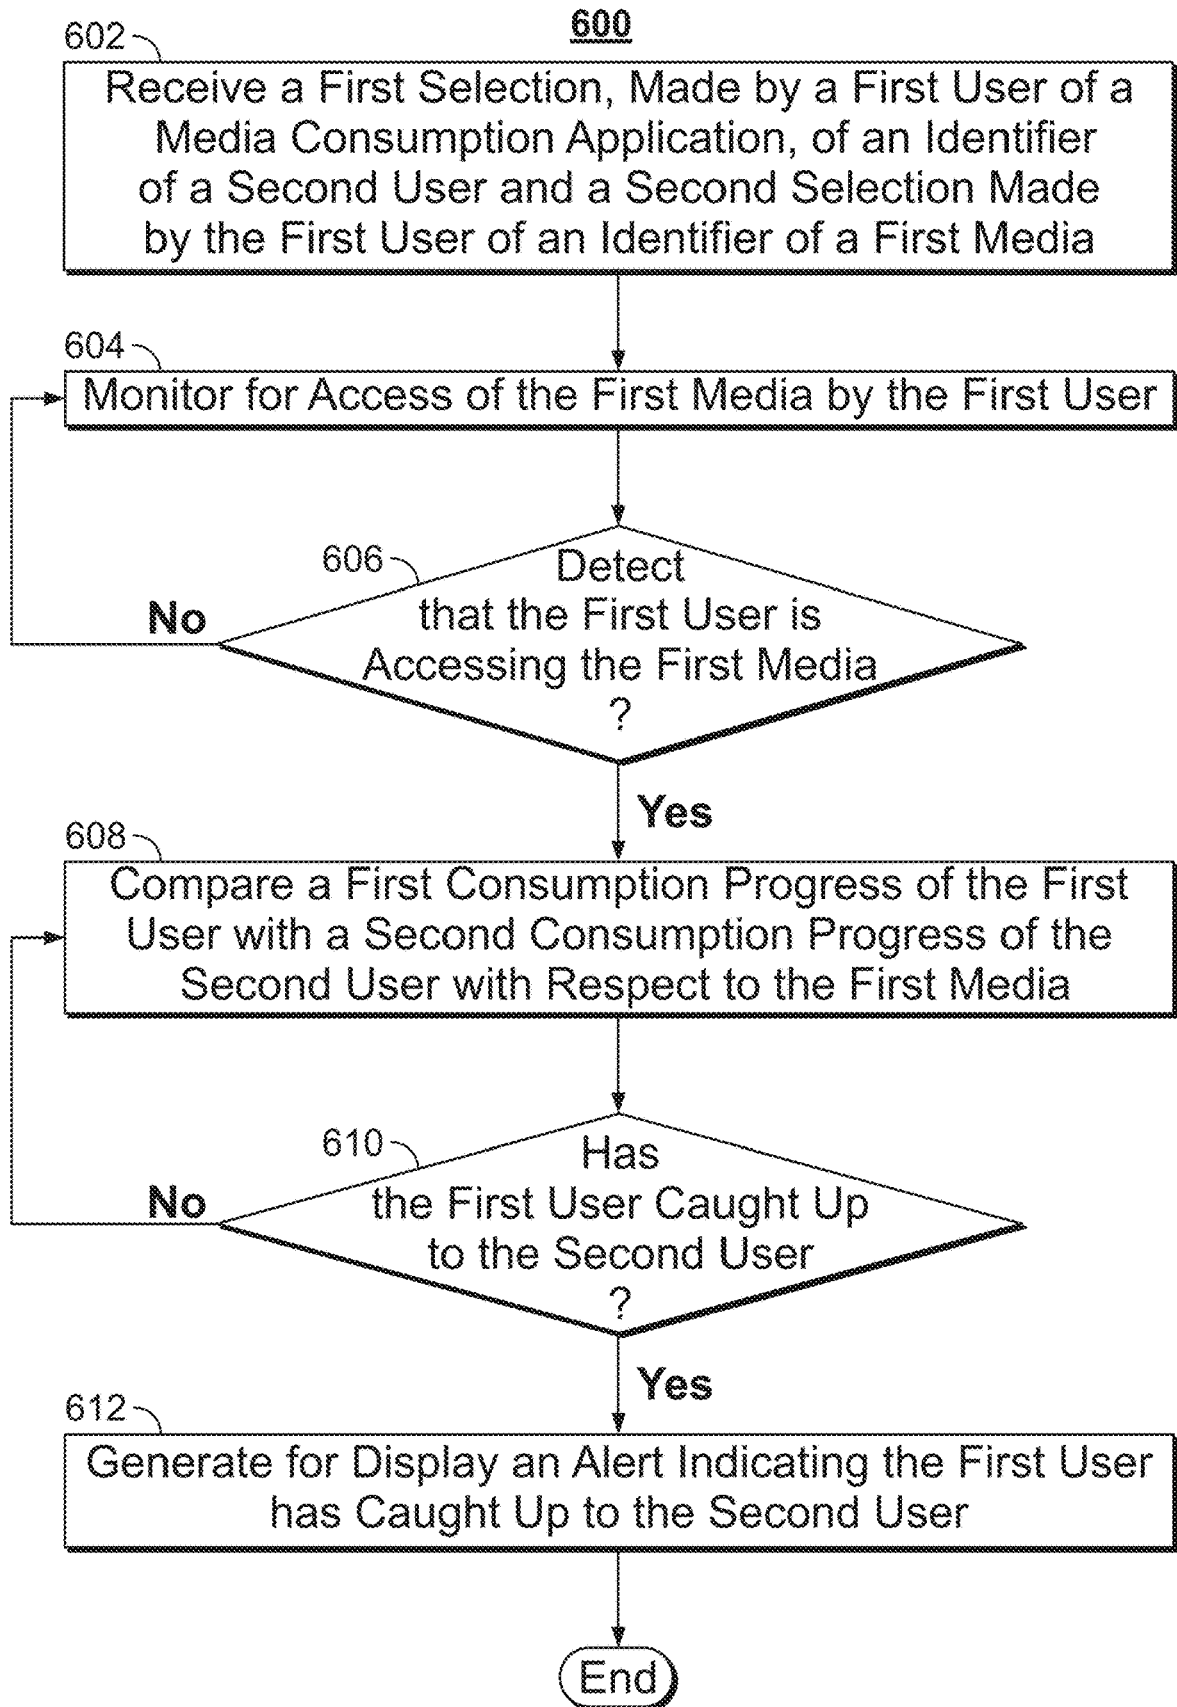 600
602
Receive a First Selection, Made by a First User of a
Media Consumption Application, of an Identifier
of a Second User and a Second Selection Made
by the First User of an Identifier of a First Media
604
Monitor for Access of the First Media by the First User
606
Detect
that the First User is
Accessing the First Media
?
No
Yes
608
Compare a First Consumption Progress of the First
User with a Second Consumption Progress of the
Second User with Respect to the First Media
610
Has
the First User Caught Up
to the Second User
?
No
Yes
612
Generate for Display an Alert Indicating the First User
has Caught Up to the Second User
End